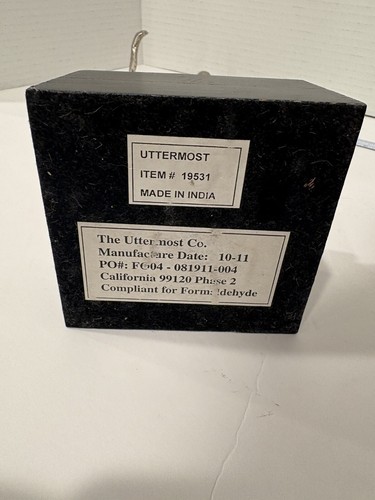 UTTERMOST
ITEM # 19531
MADE IN INDIA
The Uttermost Co.
Manufacture Date: 10-11
PO#: FG04 - 081911-004
California 99120 Phase 2
Compliant for Formaldehyde